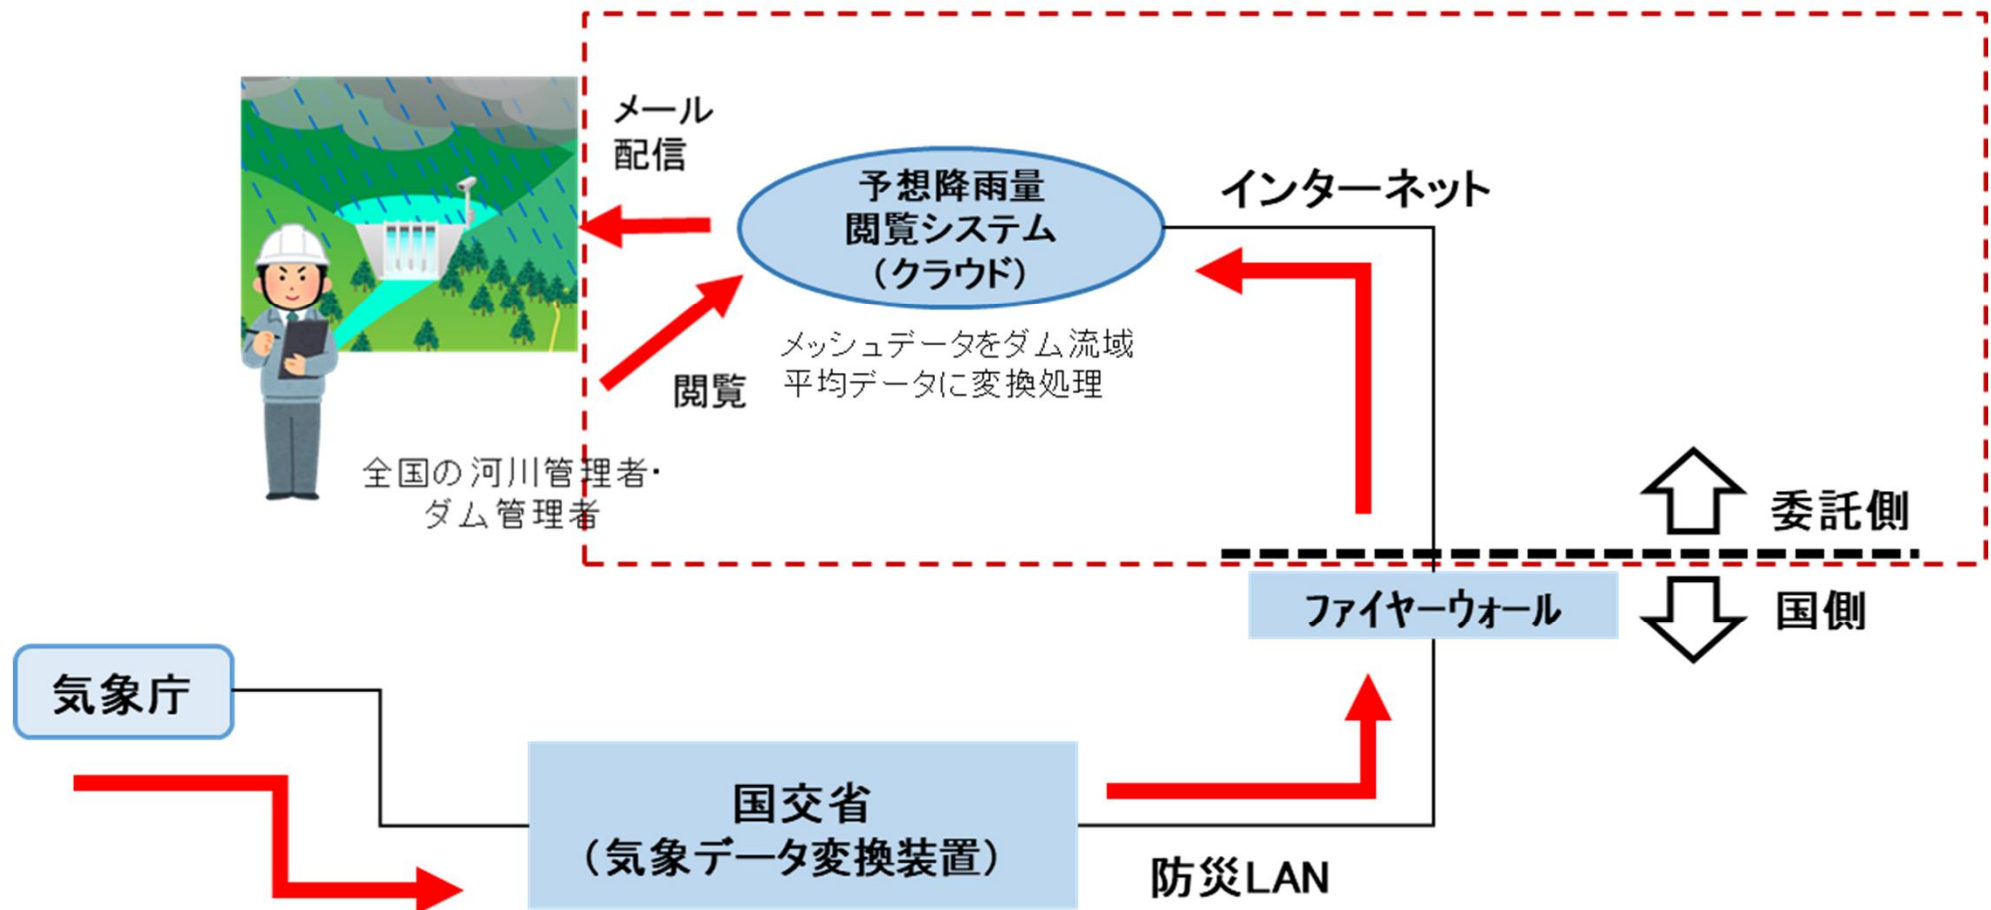 メール
配信
予想降雨量
閲覧システム
(クラウド)
インターネット
メッシュデータをダム流域
平均データに変換処理
閲覧
全国の河川管理者・
ダム管理者
委託側
ファイヤーウォール
国側
気象庁
国交省
(気象データ変換装置)
防災LAN